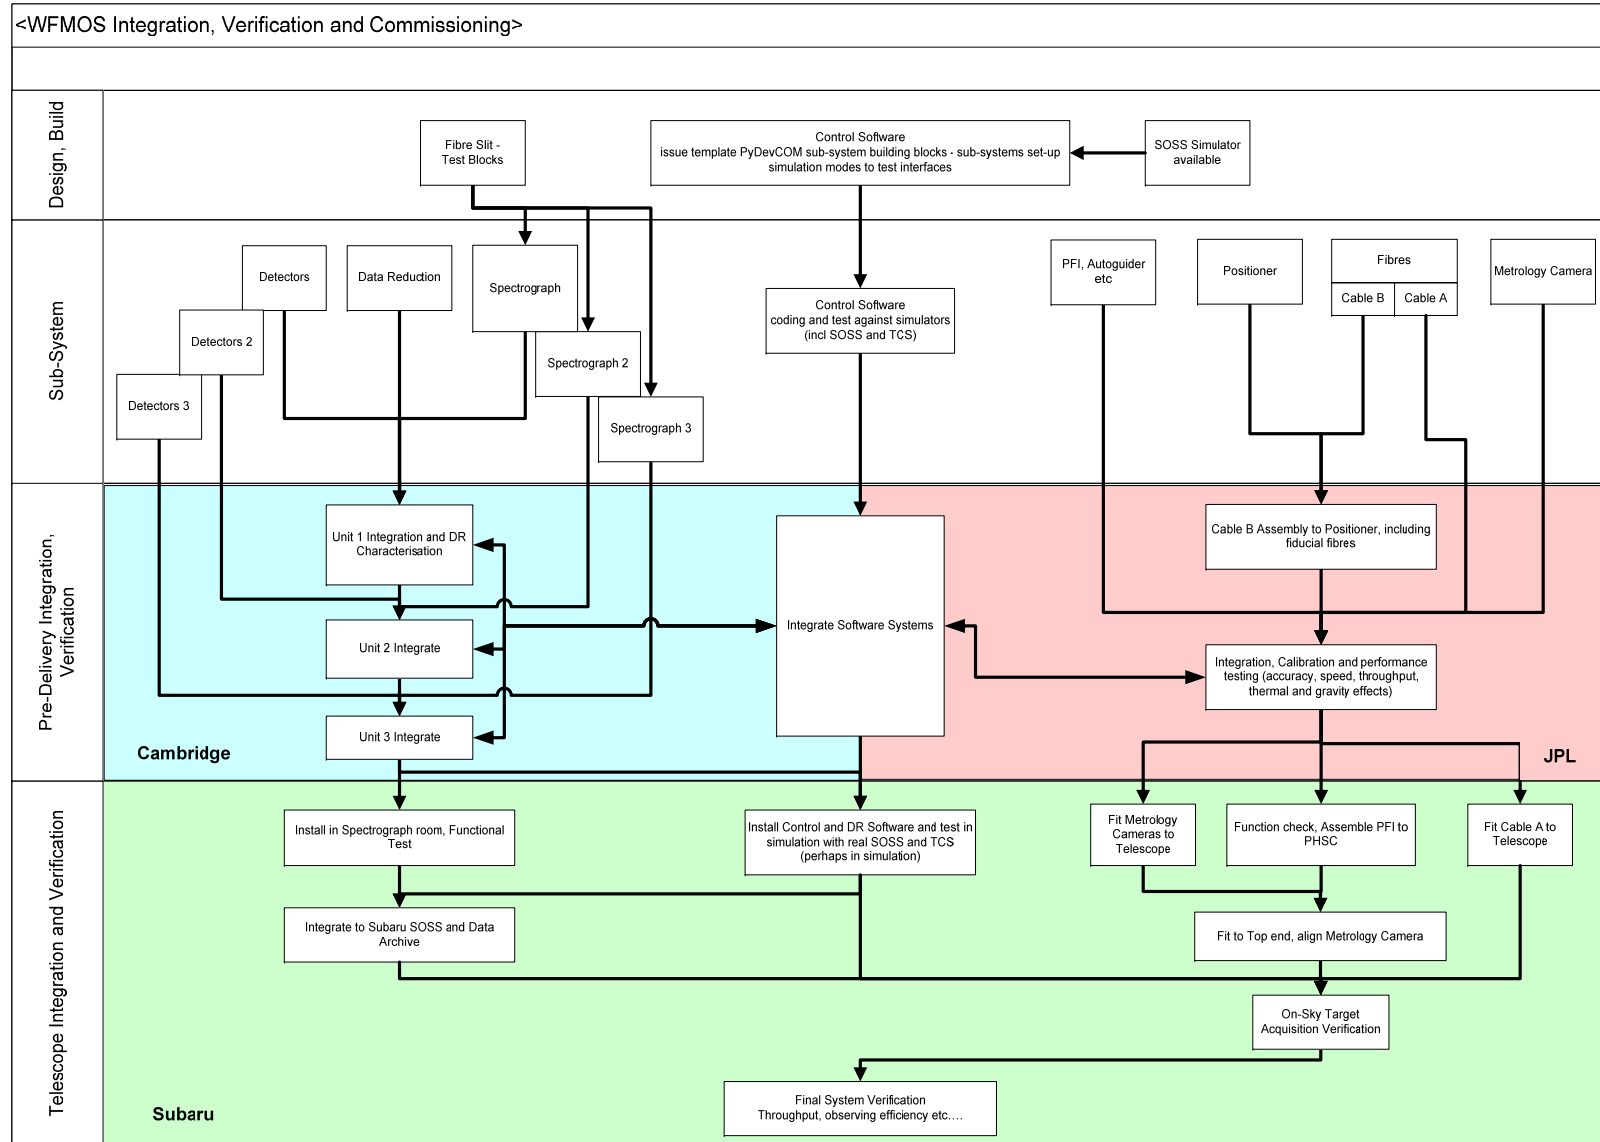 <WFMOS Integration, Verification and Commissioning>
Design, Build
Fibre Slit -
Test Blocks
Control Software
issue template PyDevCOM sub-system building blocks - sub-systems set-up
simulation modes to test interfaces
SOSS Simulator
available
Sub-System
Detectors
Data Reduction
Spectrograph
Detectors 2
Spectrograph 2
Detectors 3
Spectrograph 3
Control Software
coding and test against simulators
(incl SOSS and TCS)
PFI, Autoguider
etc
Positioner
Fibres
Cable B
Cable A
Metrology Camera
Pre-Delivery Integration,
Verification
Unit 1 Integration and DR
Characterisation
Unit 2 Integrate
Unit 3 Integrate
Cambridge
Integrate Software Systems
Cable B Assembly to Positioner, including
fiducial fibres
Integration, Calibration and performance
testing (accuracy, speed, throughput,
thermal and gravity effects)
JPL
Telescope Integration and Verification
Install in Spectrograph room, Functional
Test
Install Control and DR Software and test in
simulation with real SOSS and TCS
(perhaps in simulation)
Fit Metrology
Cameras to
Telescope
Function check, Assemble PFI to
PHSC
Fit Cable A to
Telescope
Integrate to Subaru SOSS and Data
Archive
Fit to Top end, align Metrology Camera
On-Sky Target
Acquisition Verification
Final System Verification
Throughput, observing efficiency etc....
Subaru